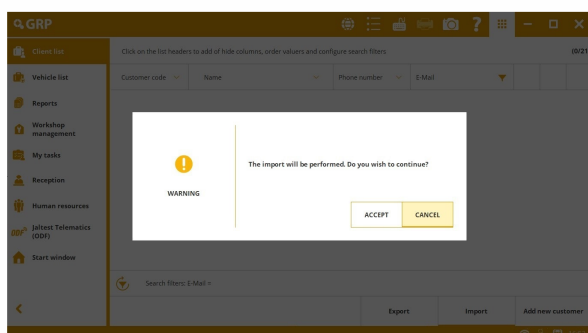 GRP
Client list
Click on the list headers to add of hide columns, order valuers and configure search filters
(0/21
Vehicle list
Customer code
Name
Phone number
E-Mail
Reports
Workshop
management
My tasks
Reception
Human resources
Jaltest Telematics
(ODF)
Start window
WARNING
The import will be performed. Do you wish to continue?
ACCEPT
CANCEL
Search filters: E-Mail =
Export
Import
Add new customer